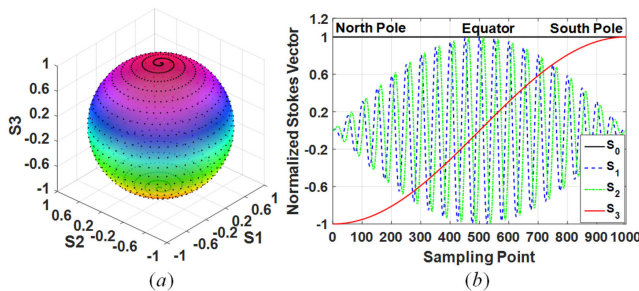 1
0.6
0.2
-0.2
-0.6
-1
S3
1
0.6
0.2
-0.2
-0.6
-1
S2
-1
-0.6
-0.2
0.2
0.6
1
S1
(a)
1.2
1
0.6
0.2
-0.2
-0.6
-1
Normalized Stokes Vector
North Pole Equator South Pole
S0
S1
S2
S3
0 100 200 300 400 500 600 700 800 900 1000
Sampling Point
(b)